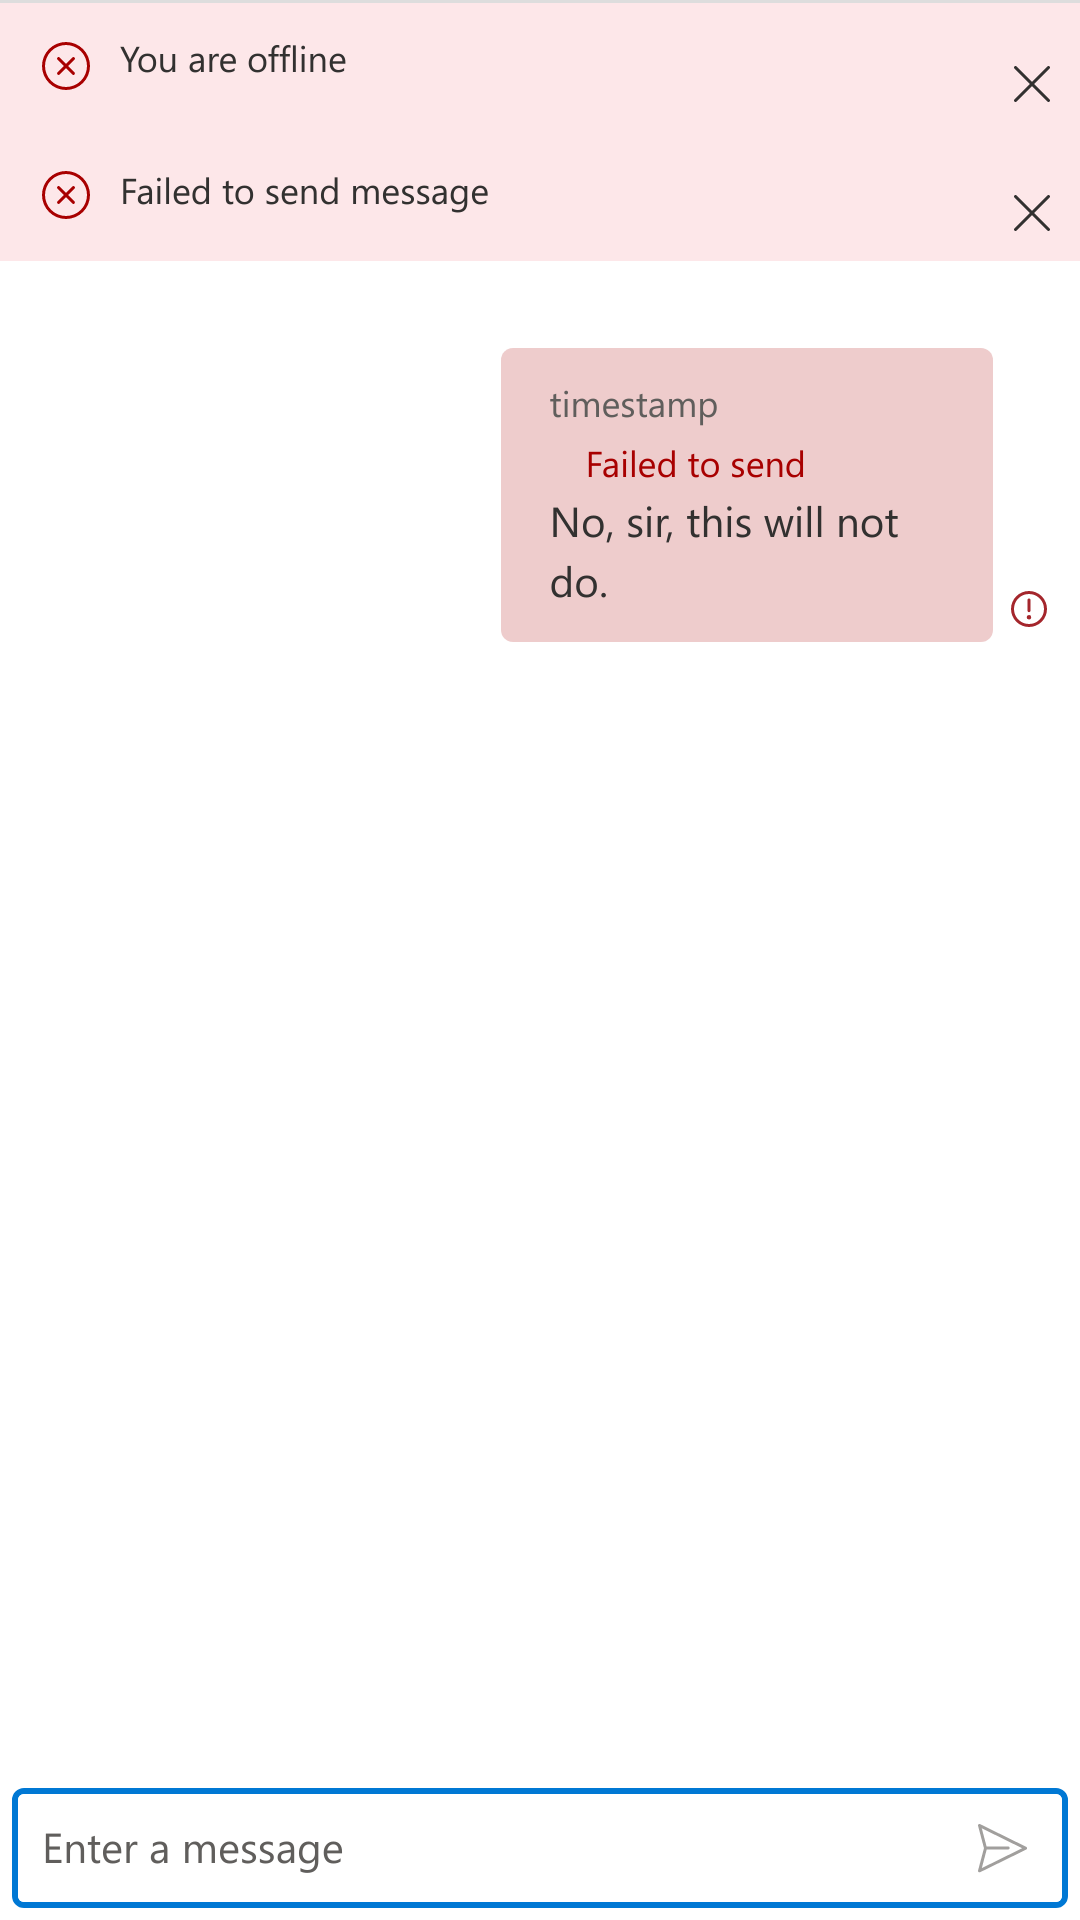 You are offline
Failed to send message
timestamp
Failed to send
No, sir, this will not
do.
Enter a message